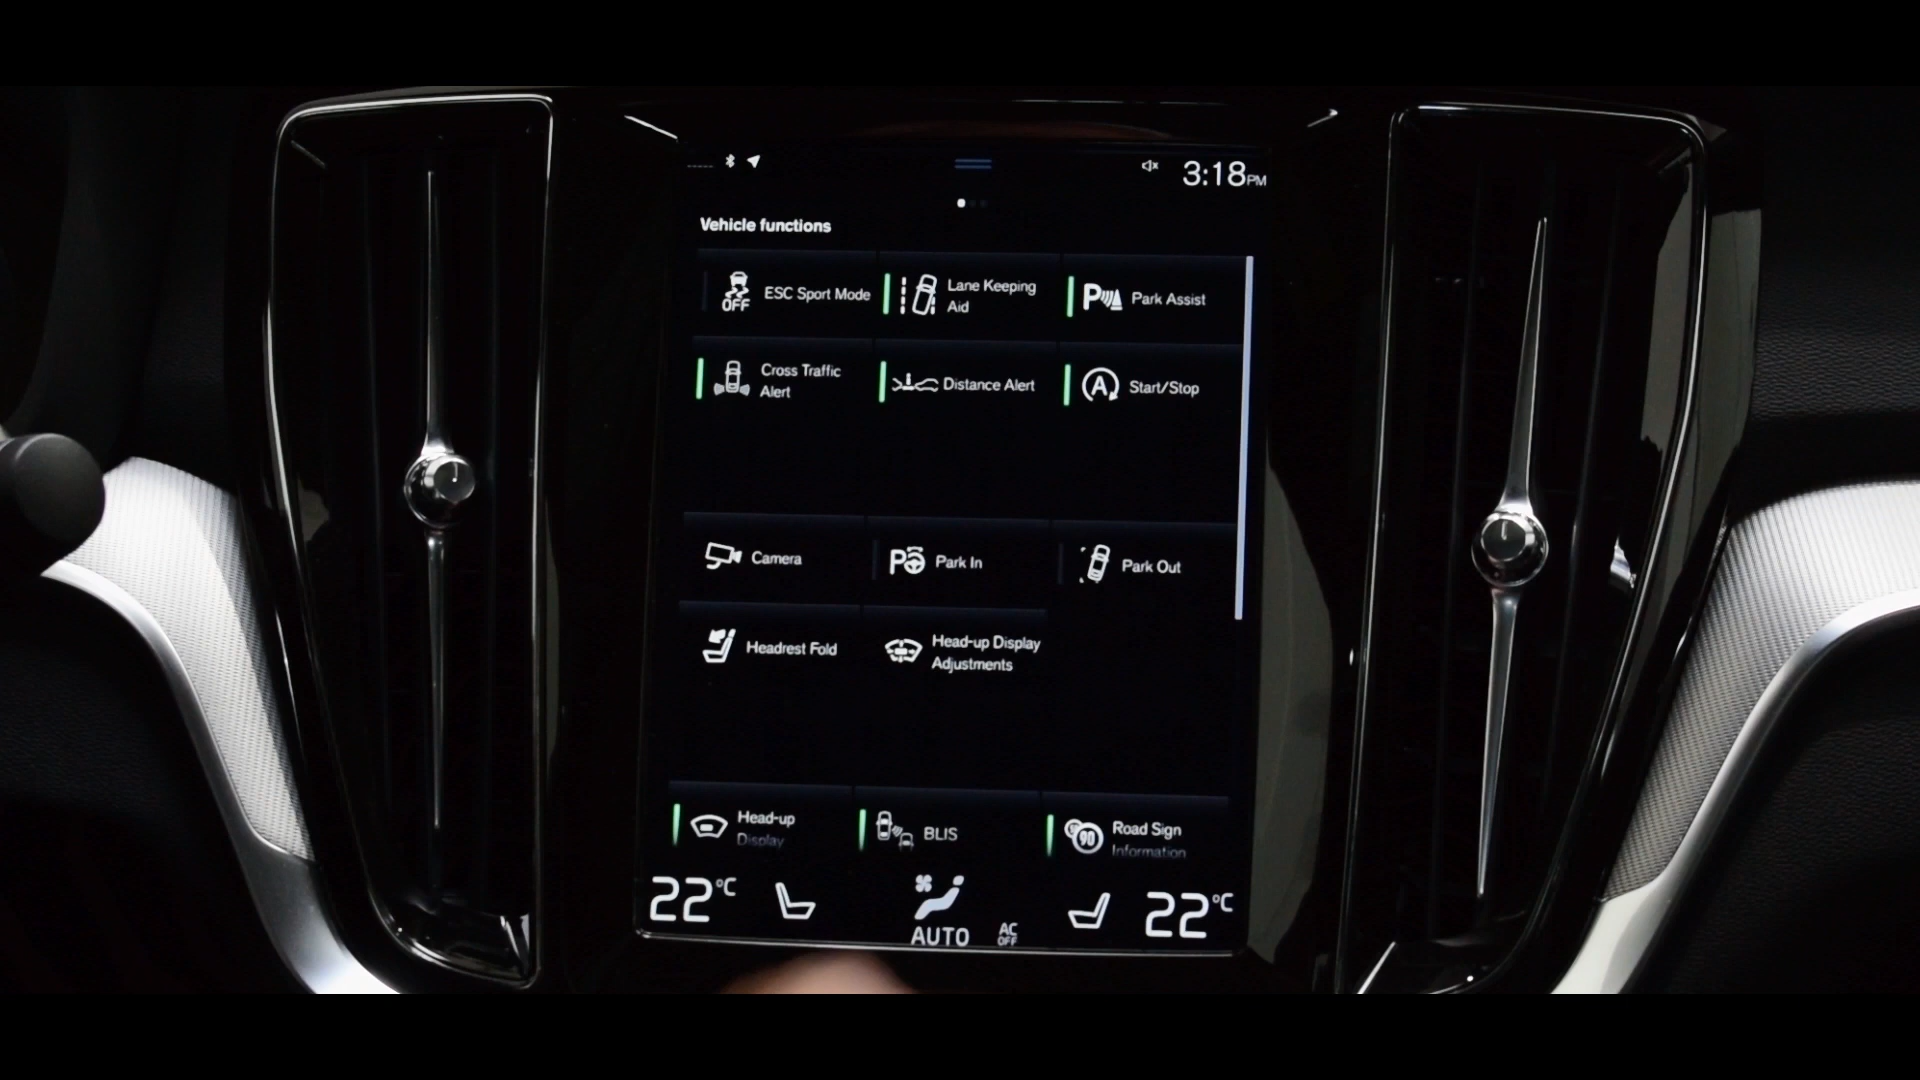 3:18PM
Vehicle functions
OFF
ESC Sport Mode
Lane Keeping
Aid
P
Park Assist
Cross Traffic
Alert
Distance Alert
A
Start/Stop
Camera
P
Park In
Park Out
Headrest Fold
Head-up Display
Adjustments
Head-up
Display
BLIS
90
Road Sign
Information
22°C
AUTO
AC
OFF
22°C